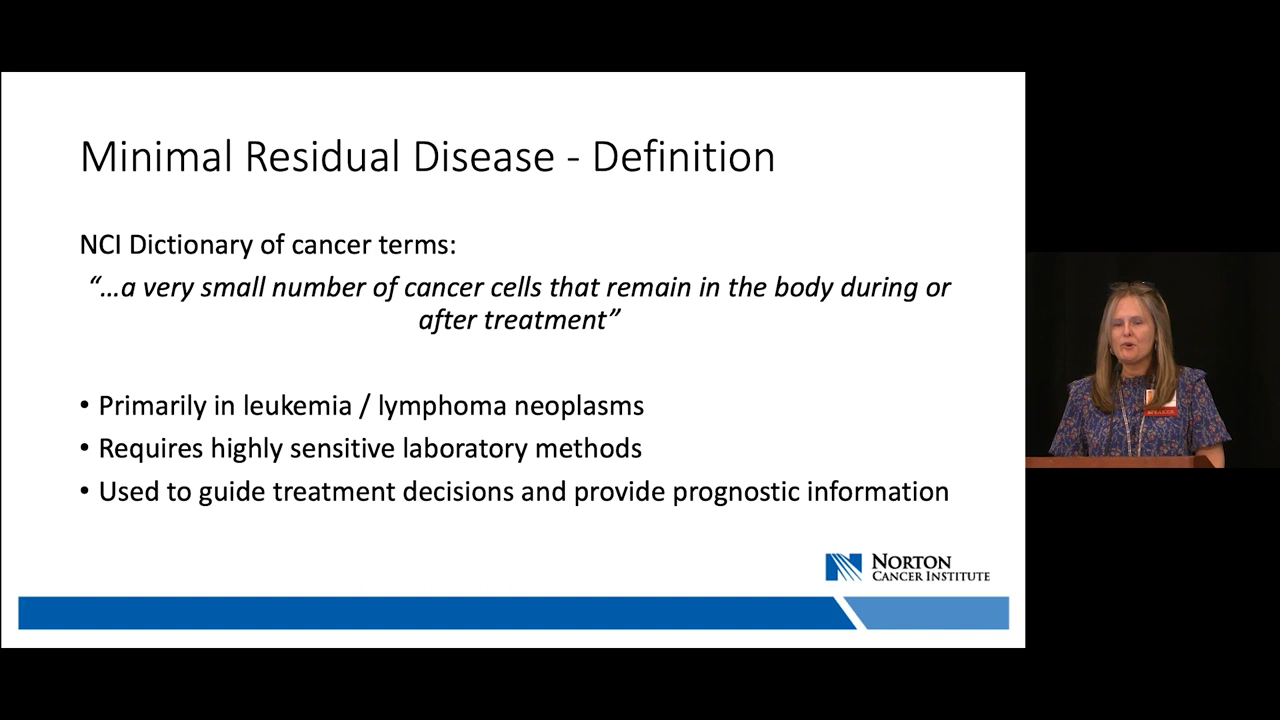 Minimal Residual Disease - Definition
NCI Dictionary of cancer terms:
“…a very small number of cancer cells that remain in the body during or
after treatment”
• Primarily in leukemia / lymphoma neoplasms
• Requires highly sensitive laboratory methods
• Used to guide treatment decisions and provide prognostic information
NORTON
CANCER INSTITUTE